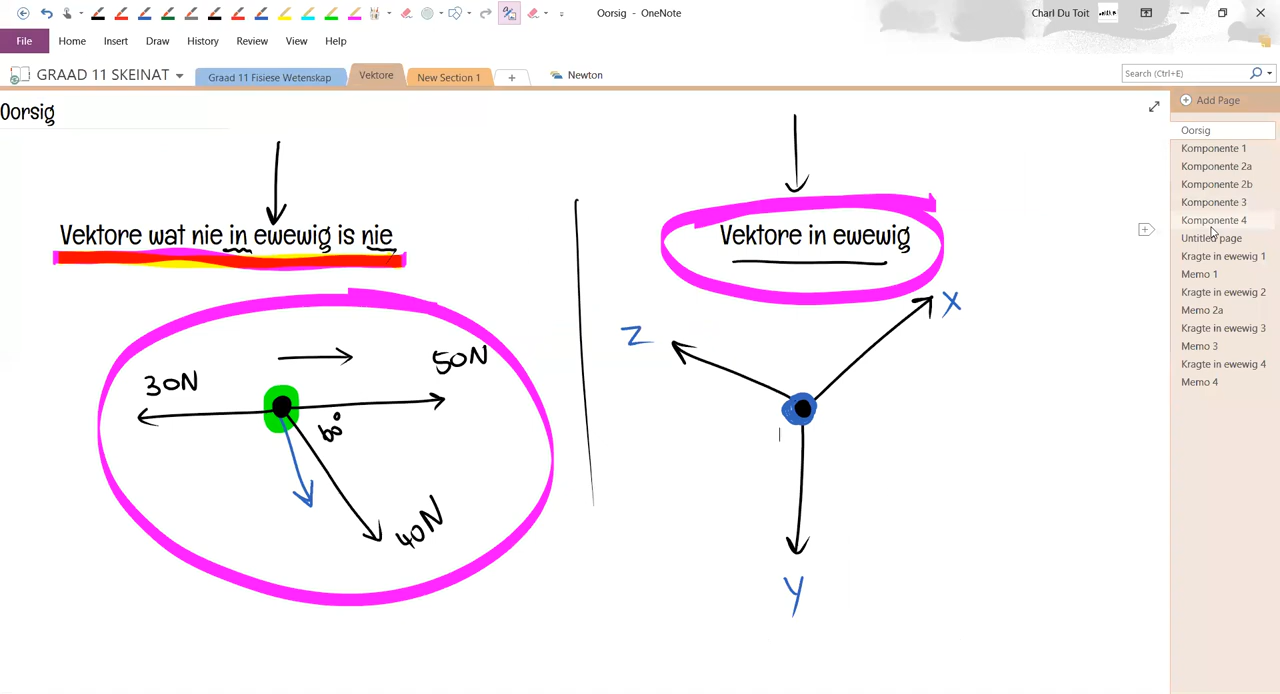 Oorsig - OneNote
Charl Du Toit
File Home Insert Draw History Review View Help
GRAAD 11 SKEINAT
Graad 11 Fisiese Wetenskap
Vektore
New Section 1
Newton
Search (Ctrl+E)
Oorsig
Add Page
Oorsig
Komponente 1
Komponente 2a
Komponente 2b
Komponente 3
Komponente 4
Untitled page
Kragte in ewewig 1
Memo 1
Kragte in ewewig 2
Memo 2a
Kragte in ewewig 3
Memo 3
Kragte in ewewig 4
Memo 4
Vektore wat nie in ewewig is nie
30N
50N
60°
40N
Vektore in ewewig
Z
X
Y